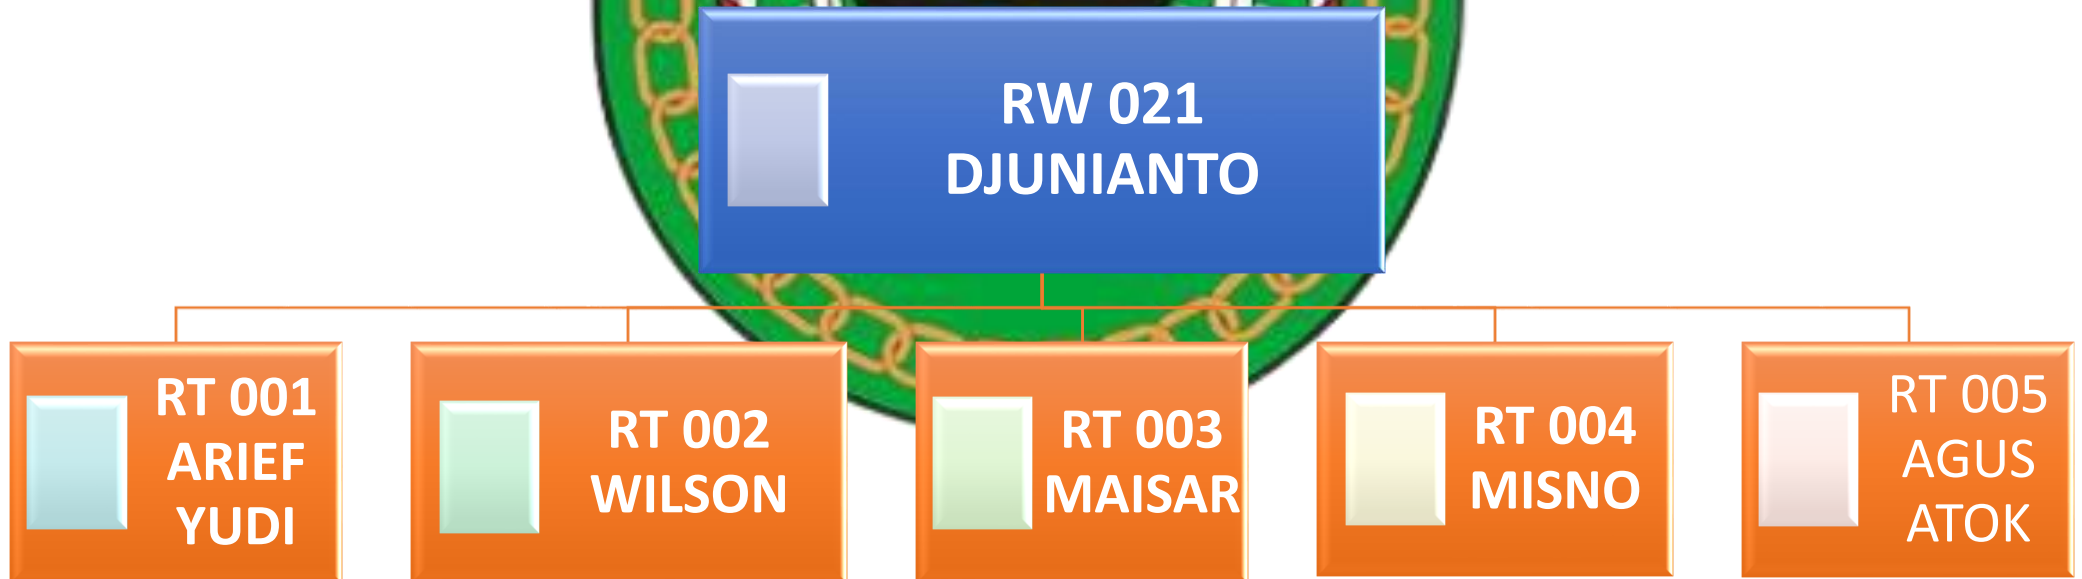 RW 021
DJUNIANTO
RT 001
ARIEF
YUDI
RT 002
WILSON
RT 003
MAISAR
RT 004
MISNO
RT 005
AGUS
ATOK